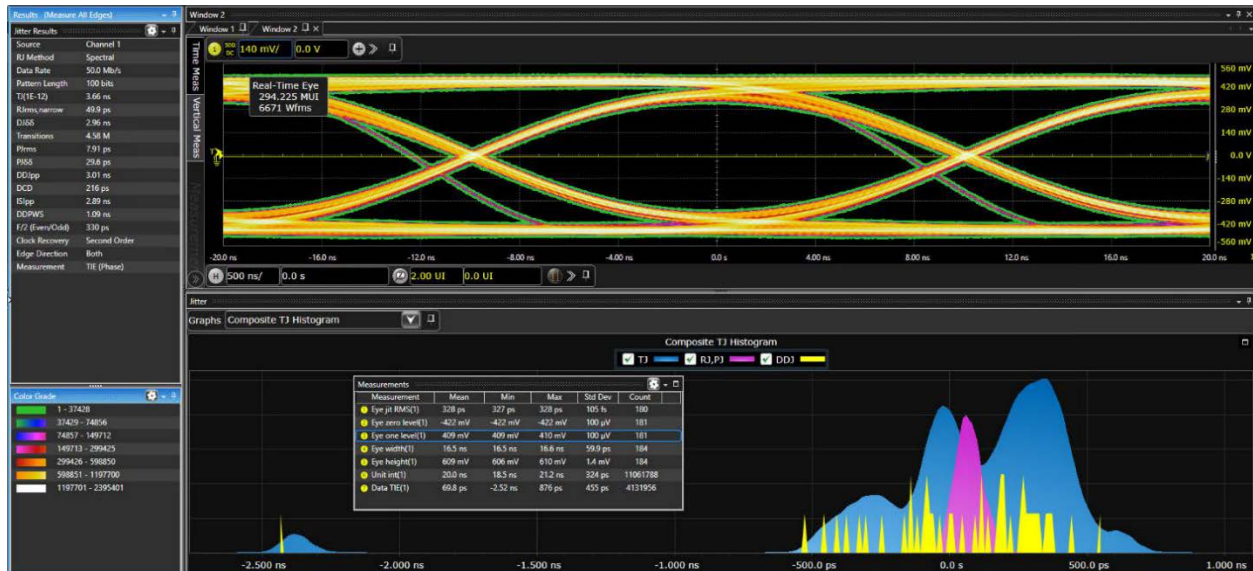 Results (Measure All Edges)
Jitter Results
Source Channel 1
RJ Method Spectral
Data Rate 50.0 Mb/s
Pattern Length 100 bits
TJ(1E-12) 3.66 ns
RJrms,narrow 49.9 ps
DJδδ 2.96 ns
Transitions 4.58 M
PJrms 7.91 ps
PJδδ 29.6 ps
DDJpp 3.01 ns
DCD 216 ps
ISIpp 2.89 ns
DDPWS 1.09 ns
F/2 (Even/Odd) 330 ps
Clock Recovery Second Order
Edge Direction Both
Measurement TIE (Phase)
Color Grade
1 - 37428
37429 - 74856
74857 - 149712
149713 - 299425
299426 - 598850
598851 - 1197700
1197701 - 2395401
Window 2
Window 1 Window 2
Time Meas
Vertical Meas
Measurements
1 50Ω DC 140 mV/ 0.0 V
Real-Time Eye
294.225 MUI
6671 Wfms
560 mV
420 mV
280 mV
140 mV
0.0 V
-140 mV
-280 mV
-420 mV
-560 mV
-20.0 ns -16.0 ns -12.0 ns -8.00 ns -4.00 ns 0.0 s 4.00 ns 8.00 ns 12.0 ns 16.0 ns 20.0 ns
H 500 ns/ 0.0 s 2.00 UI 0.0 UI
Jitter
Graphs Composite TJ Histogram
Composite TJ Histogram
TJ RJ,PJ DDJ
Measurements
Measurement Mean Min Max Std Dev Count
Eye jit RMS(1) 328 ps 327 ps 328 ps 105 fs 180
Eye zero level(1) -422 mV -422 mV -422 mV 100 µV 181
Eye one level(1) 409 mV 409 mV 410 mV 100 µV 181
Eye width(1) 16.5 ns 16.5 ns 16.6 ns 59.9 ps 184
Eye height(1) 609 mV 606 mV 610 mV 1.4 mV 184
Unit int(1) 20.0 ns 18.5 ns 21.2 ns 324 ps 11061788
Data TIE(1) 69.8 ps -2.52 ns 876 ps 455 ps 4131956
-2.500 ns -2.000 ns -1.500 ns -1.000 ns -500.0 ps 0.0 s 500.0 ps 1.000 ns